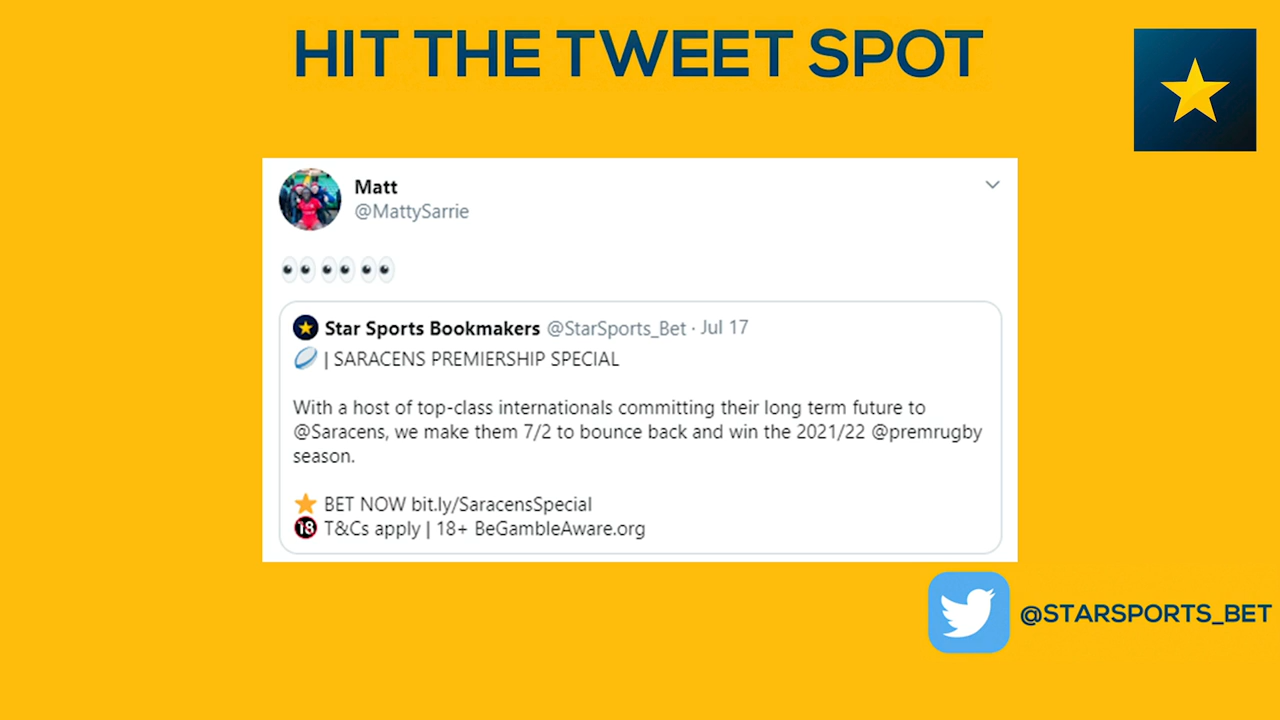 HIT THE TWEET SPOT
Matt
@MattySarrie
👀👀👀
Star Sports Bookmakers @StarSports_Bet · Jul 17
🏉 | SARACENS PREMIERSHIP SPECIAL
With a host of top-class internationals committing their long term future to
@Saracens, we make them 7/2 to bounce back and win the 2021/22 @premrugby
season.
⭐ BET NOW bit.ly/SaracensSpecial
🔞 T&Cs apply | 18+ BeGambleAware.org
@STARSPORTS_BET